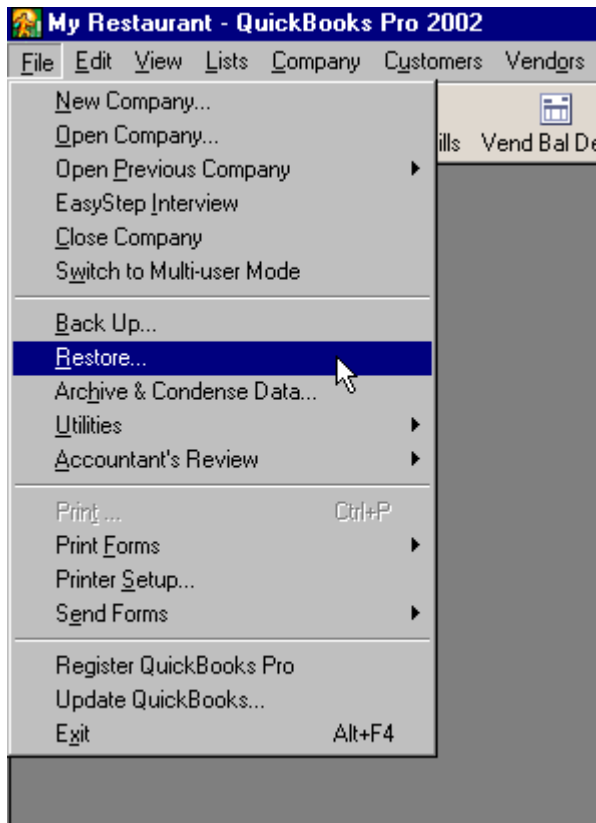 My Restaurant - QuickBooks Pro 2002
File Edit View Lists Company Customers Vendors
ills Vend Bal De
New Company...
Open Company...
Open Previous Company
EasyStep Interview
Close Company
Switch to Multi-user Mode
Back Up...
Restore...
Archive & Condense Data...
Utilities
Accountant's Review
Print ... Ctrl+P
Print Forms
Printer Setup...
Send Forms
Register QuickBooks Pro
Update QuickBooks...
Exit Alt+F4